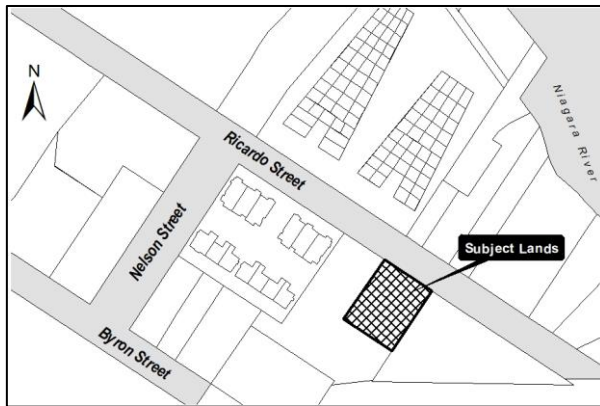 N
Ricardo Street
Niagara River
Subject Lands
Nelson Street
Byron Street